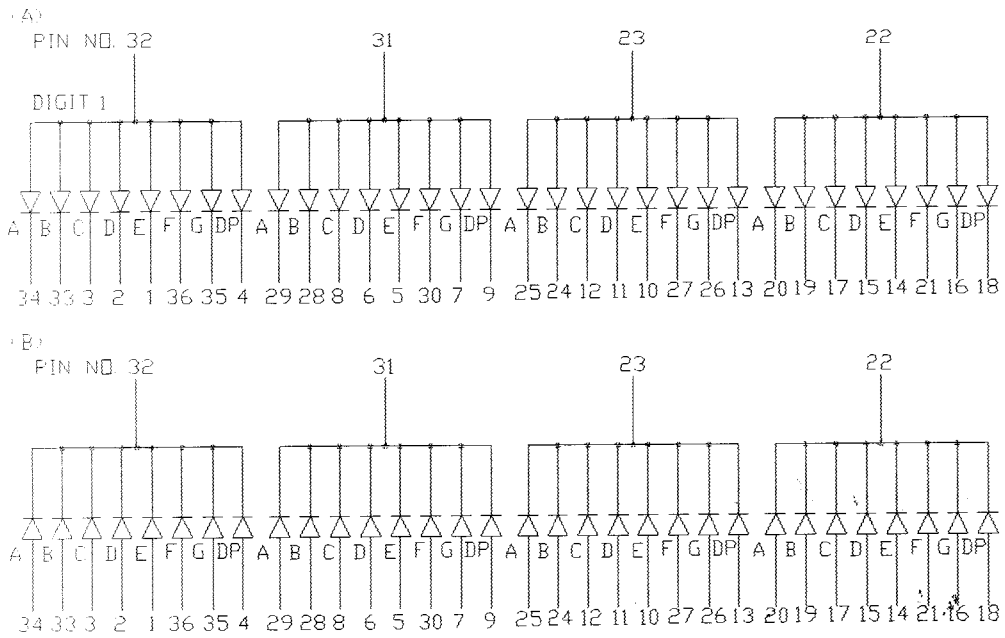 (A)
PIN NO. 32 31 23 22
DIGIT 1
A B C D E F G DP A B C D E F G DP A B C D E F G DP A B C D E F G DP
34 33 3 2 1 36 35 4 29 28 8 6 5 30 7 9 25 24 12 11 10 27 26 13 20 19 17 15 14 21 16 18
(B)
PIN NO. 32 31 23 22
A B C D E F G DP A B C D E F G DP A B C D E F G DP A B C D E F G DP
34 33 3 2 1 36 35 4 29 28 8 6 5 30 7 9 25 24 12 11 10 27 26 13 20 19 17 15 14 21 16 18